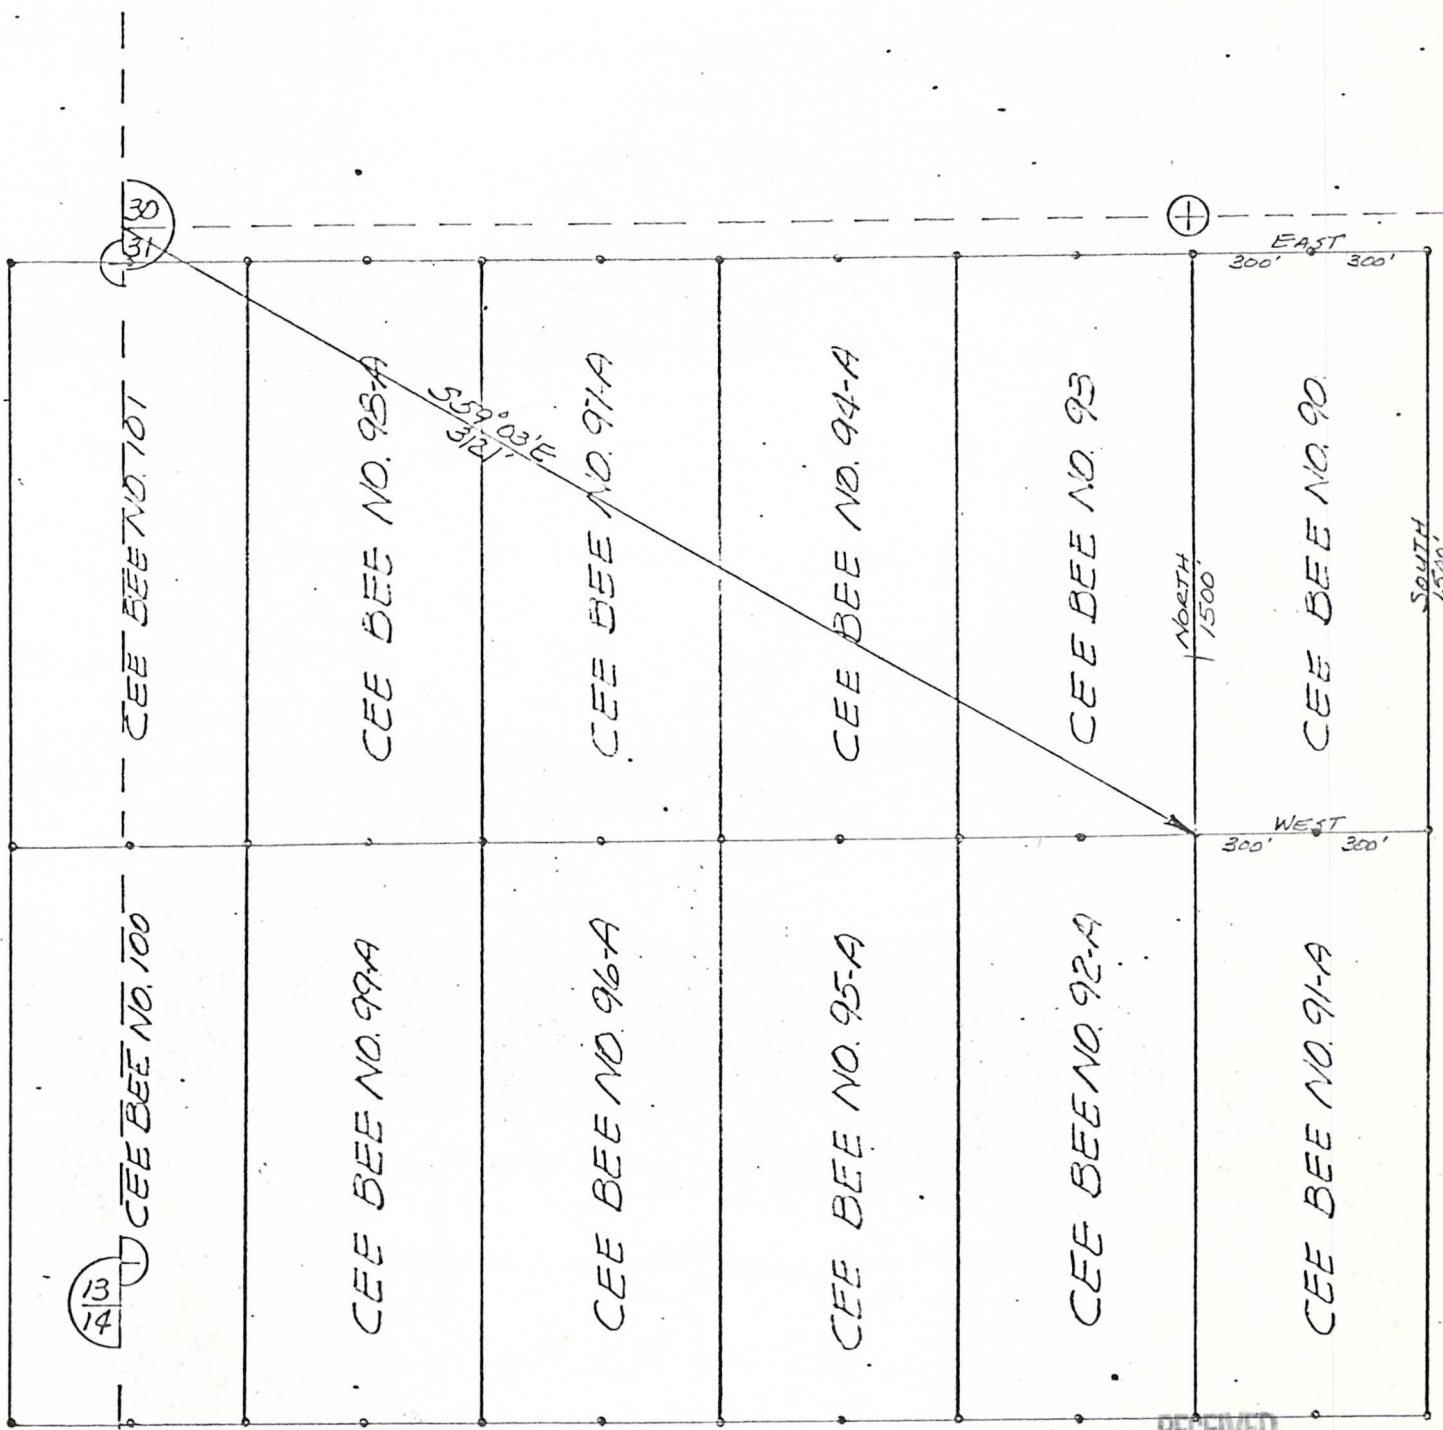 30
31
EAST
300' 300'
CEE BEE NO. 101
CEE BEE NO. 98-A
S 59° 03' E
3121'
CEE BEE NO. 97-A
CEE BEE NO. 94-A
CEE BEE NO. 93
NORTH
1500'
CEE BEE NO. 90
SOUTH
1500'
WEST
300' 300'
CEE BEE NO. 100
CEE BEE NO. 99-A
CEE BEE NO. 96-A
CEE BEE NO. 95-A
CEE BEE NO. 92-A
CEE BEE NO. 91-A
13
14
RECEIVED